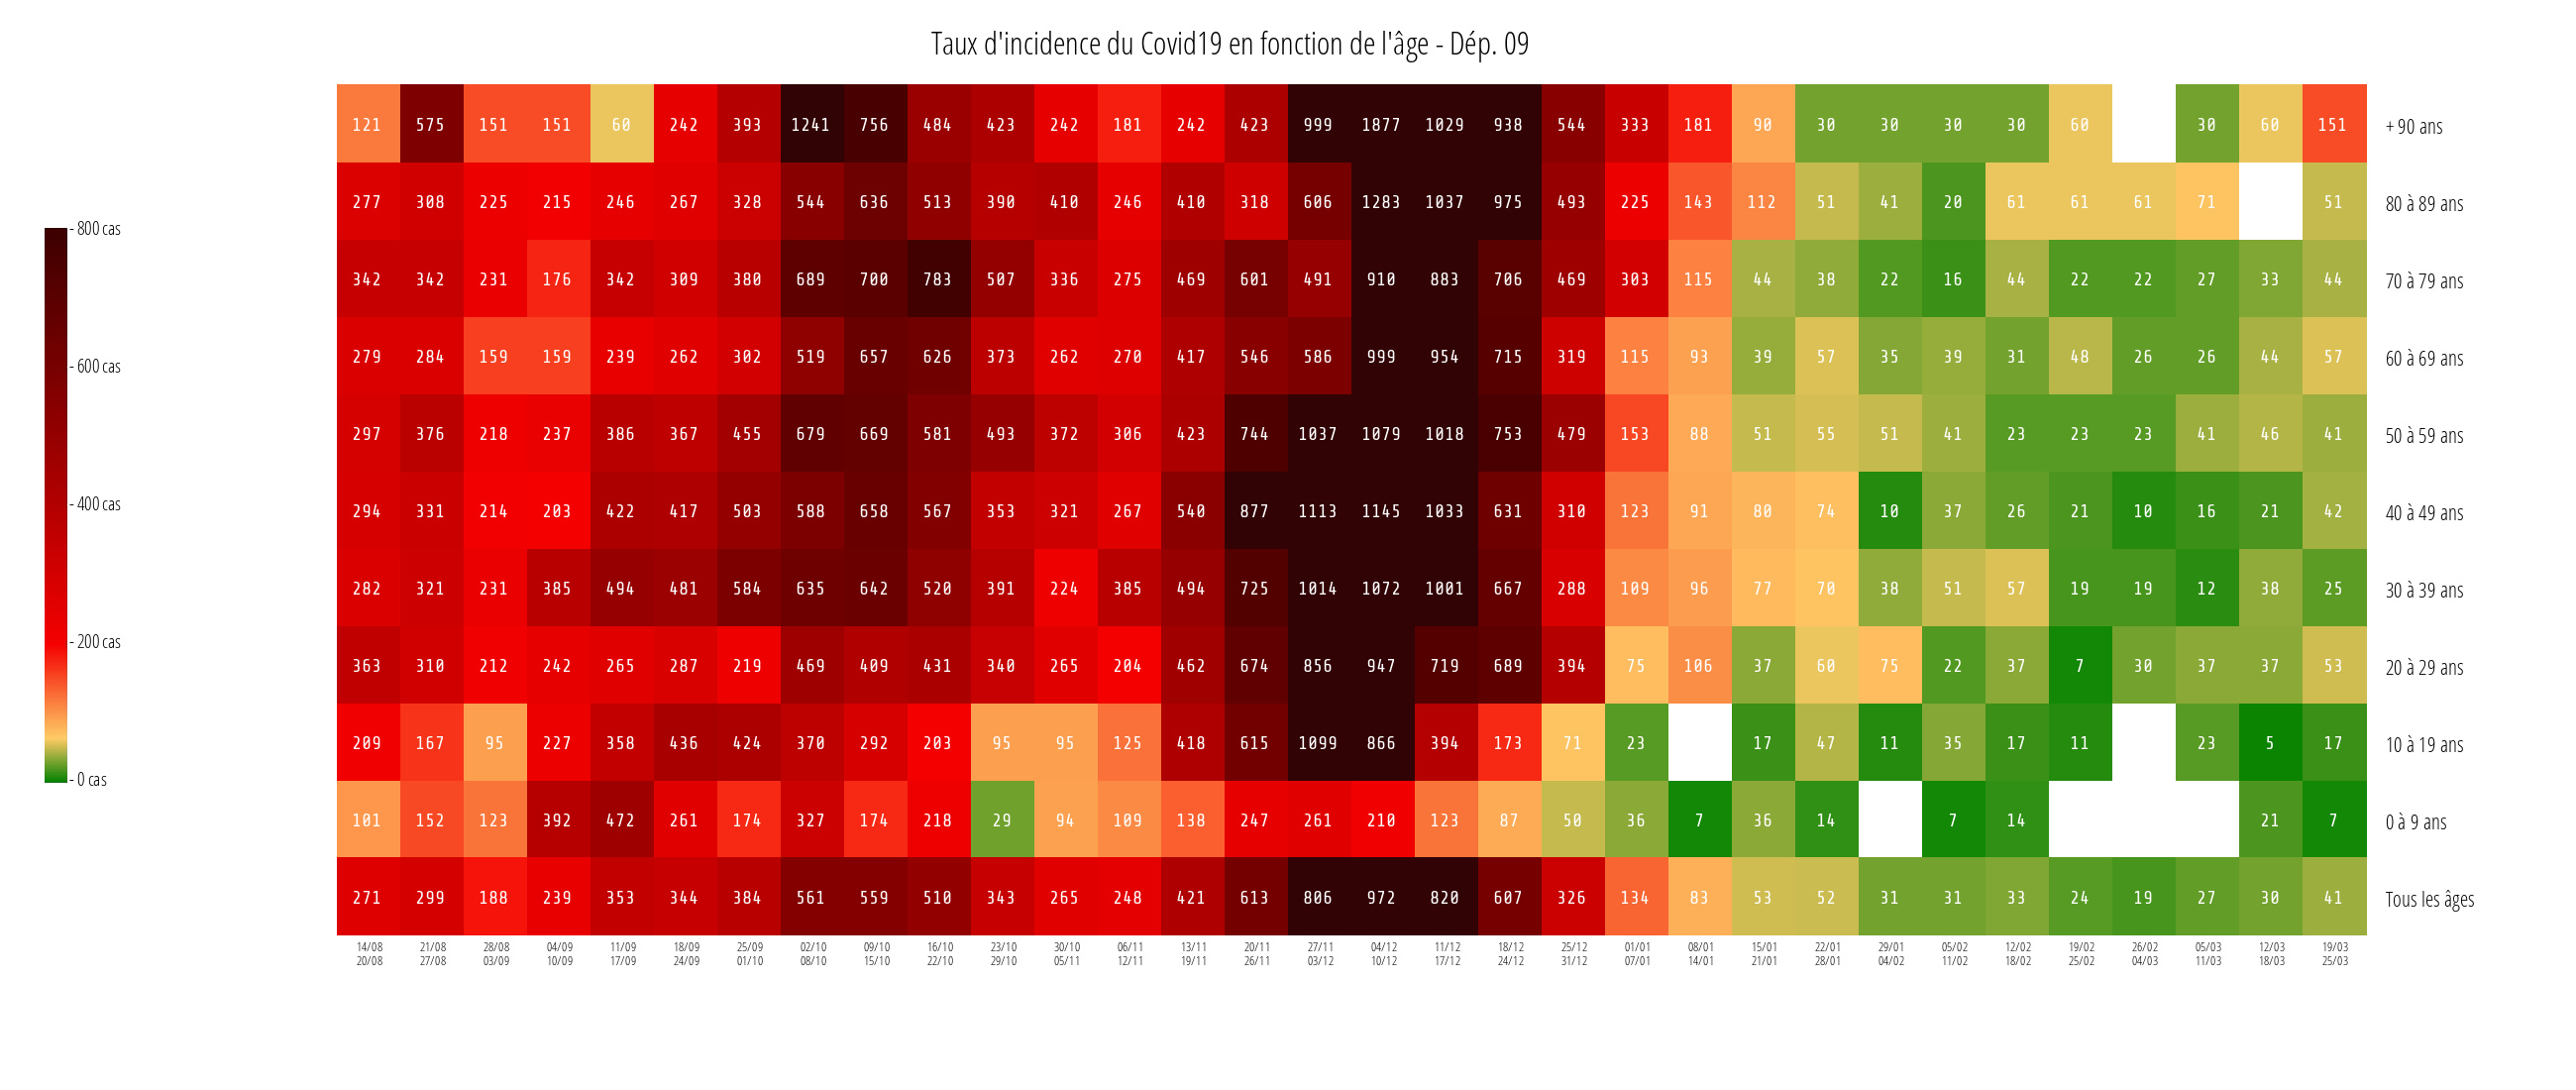 Taux d'incidence du Covid19 en fonction de l'âge - Dép. 09
121 575 151 151 60 242 393 1241 756 484 423 242 181 242 423 999 1877 1029 938 544 333 181 90 30 30 30 30 60 30 60 151 + 90 ans
277 308 225 215 246 267 328 544 636 513 390 410 246 410 318 606 1283 1037 975 493 225 143 112 51 41 20 61 61 61 71 51 80 à 89 ans
342 342 231 176 342 309 380 689 700 783 507 336 275 469 601 491 910 883 706 469 303 115 44 38 22 16 44 22 22 27 33 44 70 à 79 ans
279 284 159 159 239 262 302 519 657 626 373 262 270 417 546 586 999 954 715 319 115 93 39 57 35 39 31 48 26 26 44 57 60 à 69 ans
297 376 218 237 386 367 455 679 669 581 493 372 306 423 744 1037 1079 1018 753 479 153 88 51 55 51 41 23 23 23 41 46 41 50 à 59 ans
294 331 214 203 422 417 503 588 658 567 353 321 267 540 877 1113 1145 1033 631 310 123 91 80 74 10 37 26 21 10 16 21 42 40 à 49 ans
282 321 231 385 494 481 584 635 642 520 391 224 385 494 725 1014 1072 1001 667 288 109 96 77 70 38 51 57 19 19 12 38 25 30 à 39 ans
363 310 212 242 265 287 219 469 409 431 340 265 204 462 674 856 947 719 689 394 75 106 37 60 75 22 37 7 30 37 37 53 20 à 29 ans
209 167 95 227 358 436 424 370 292 203 95 95 125 418 615 1099 866 394 173 71 23 17 47 11 35 17 11 23 5 17 10 à 19 ans
101 152 123 392 472 261 174 327 174 218 29 94 109 138 247 261 210 123 87 50 36 7 36 14 7 14 21 7 0 à 9 ans
271 299 188 239 353 344 384 561 559 510 343 265 248 421 613 806 972 820 607 326 134 83 53 52 31 31 33 24 19 27 30 41 Tous les âges
14/08 21/08 28/08 04/09 11/09 18/09 25/09 02/10 09/10 16/10 23/10 30/10 06/11 13/11 20/11 27/11 04/12 11/12 18/12 25/12 01/01 08/01 15/01 22/01 29/01 05/02 12/02 19/02 26/02 05/03 12/03 19/03
20/08 27/08 03/09 10/09 17/09 24/09 01/10 08/10 15/10 22/10 29/10 05/11 12/11 19/11 26/11 03/12 10/12 17/12 24/12 31/12 07/01 14/01 21/01 28/01 04/02 11/02 18/02 25/02 04/03 11/03 18/03 25/03
- 800 cas
- 600 cas
- 400 cas
- 200 cas
- 0 cas